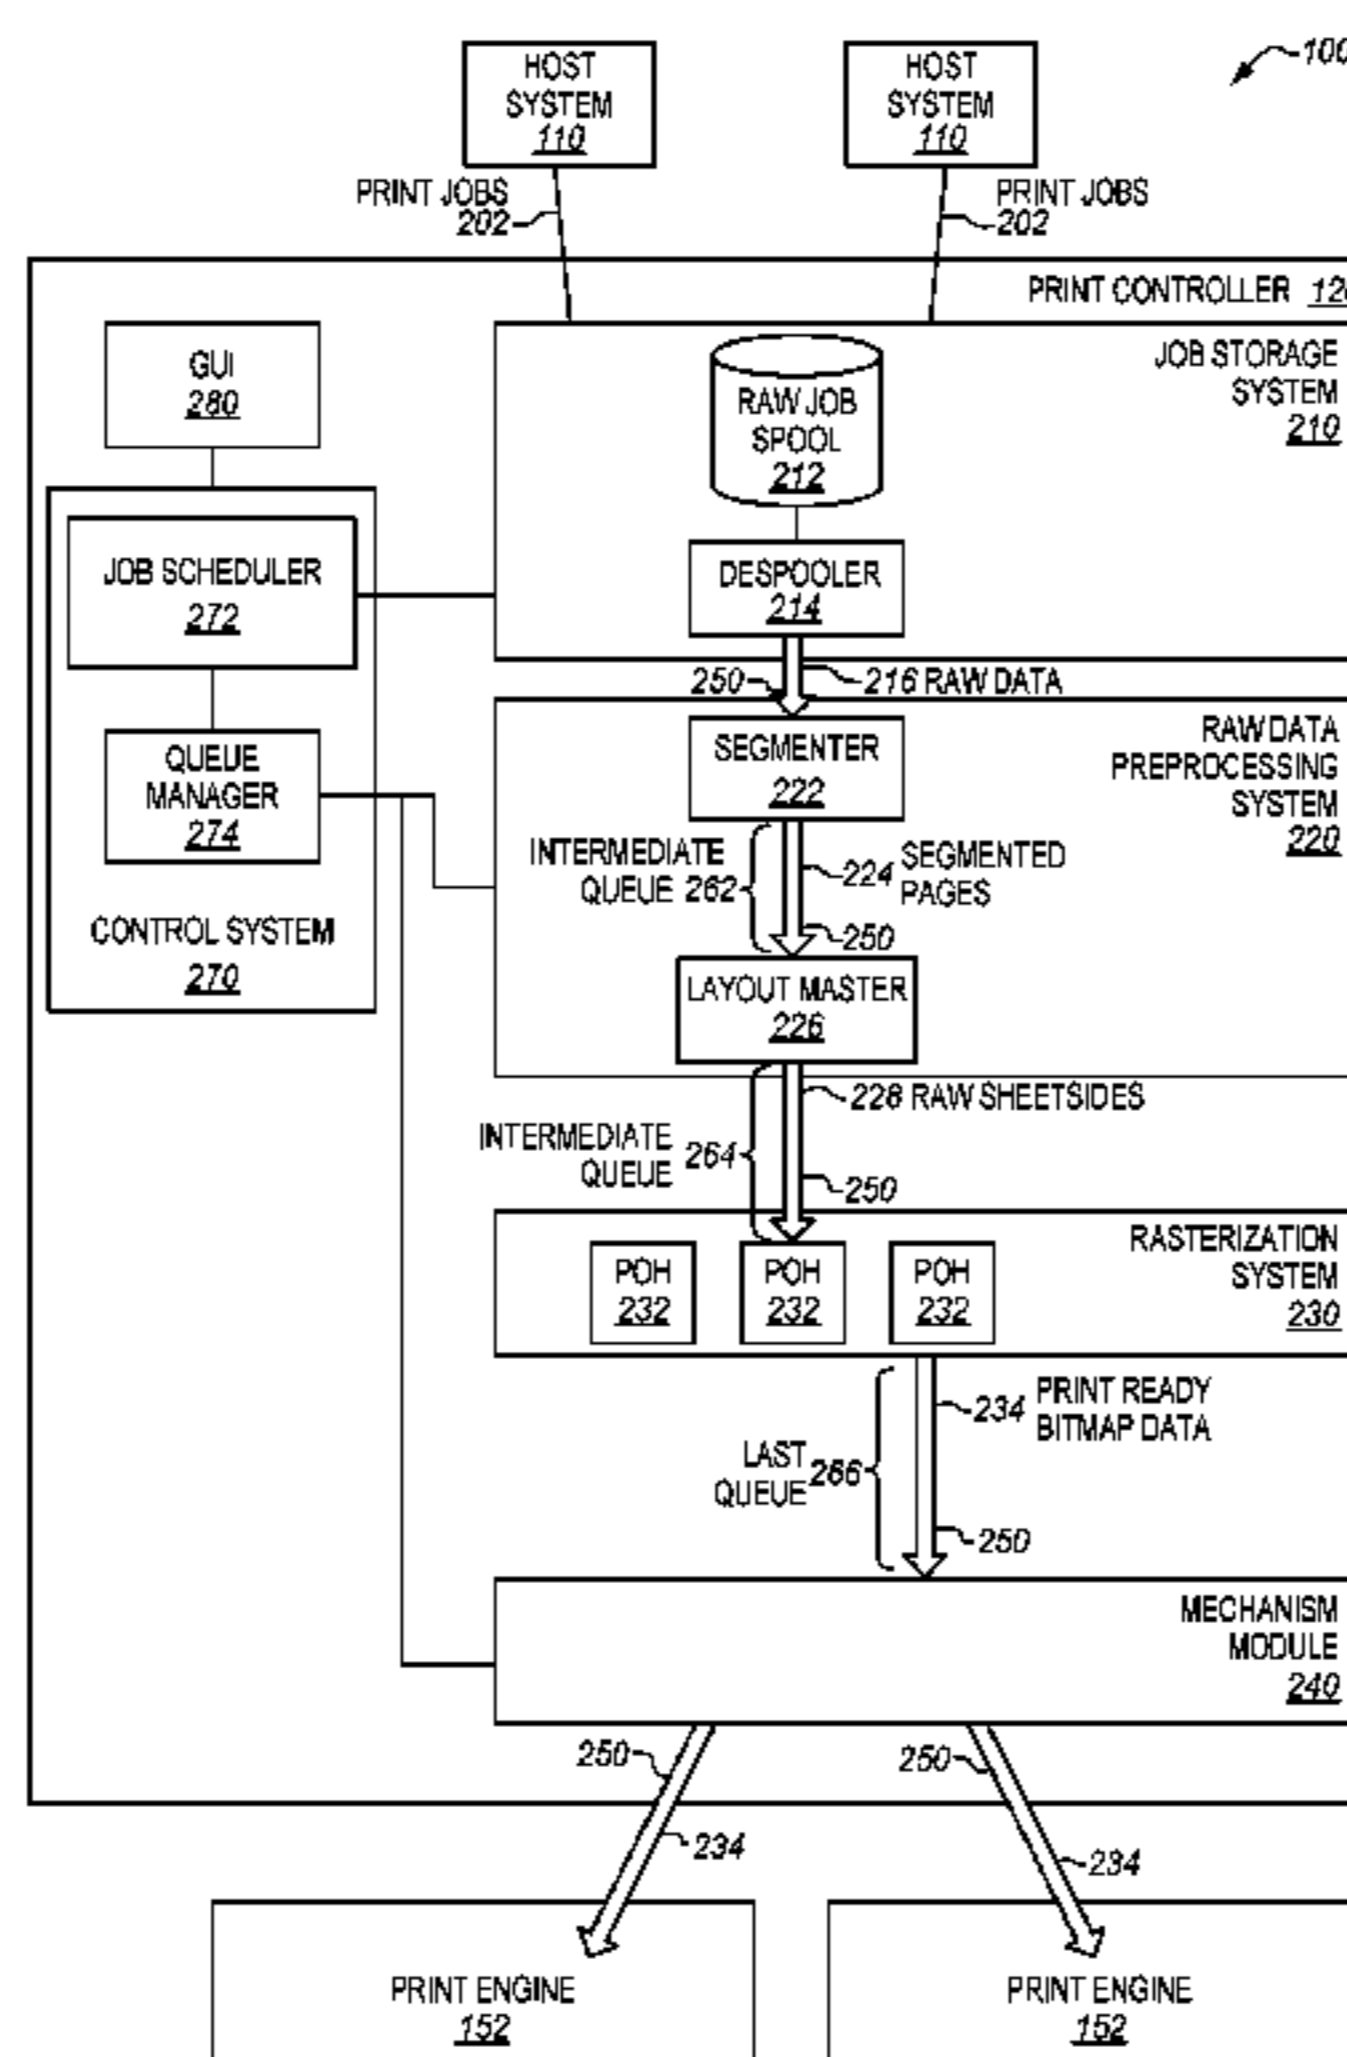 100
HOST
SYSTEM
110
HOST
SYSTEM
110
PRINT JOBS
202
PRINT JOBS
202
PRINT CONTROLLER
JOB STORAGE
SYSTEM
210
GUI
280
RAW JOB
SPOOL
212
JOB SCHEDULER
272
DESPOOLER
214
250
216 RAW DATA
QUEUE
MANAGER
274
CONTROL SYSTEM
270
SEGMENTER
222
RAW DATA
PREPROCESSING
SYSTEM
220
INTERMEDIATE
QUEUE 262
224 SEGMENTED
PAGES
250
LAYOUT MASTER
226
228 RAW SHEETSIDES
INTERMEDIATE
QUEUE 264
250
RASTERIZATION
SYSTEM
230
POH
232
POH
232
POH
232
234 PRINT READY
BITMAP DATA
LAST
QUEUE 266
250
MECHANISM
MODULE
240
250
250
234
234
PRINT ENGINE
152
PRINT ENGINE
152